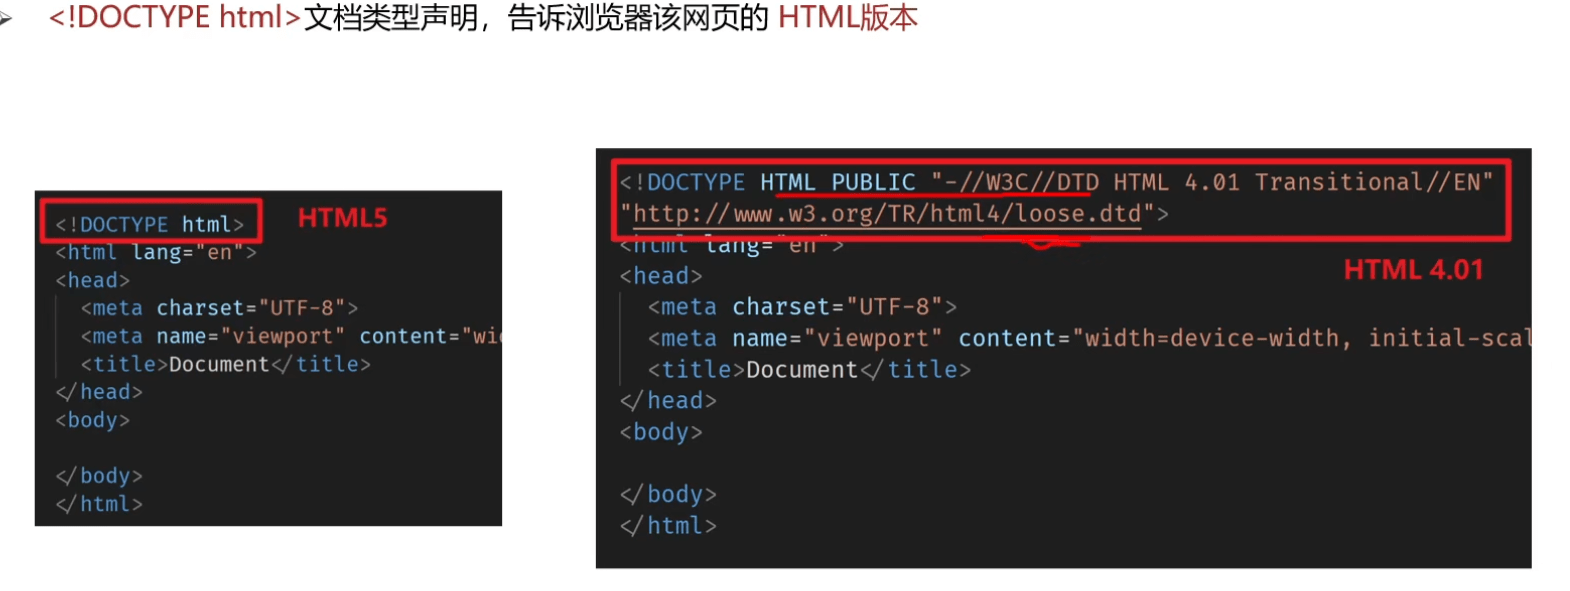 <!DOCTYPE html>文档类型声明，告诉浏览器该网页的 HTML版本
<!DOCTYPE html>
HTML5
<html lang="en">
<head>
<meta charset="UTF-8">
<meta name="viewport" content="wi
<title>Document</title>
</head>
<body>
</body>
</html>
<!DOCTYPE HTML PUBLIC "-//W3C//DTD HTML 4.01 Transitional//EN"
"http://www.w3.org/TR/html4/loose.dtd">
<html lang="en">
HTML 4.01
<head>
<meta charset="UTF-8">
<meta name="viewport" content="width=device-width, initial-scal
<title>Document</title>
</head>
<body>
</body>
</html>